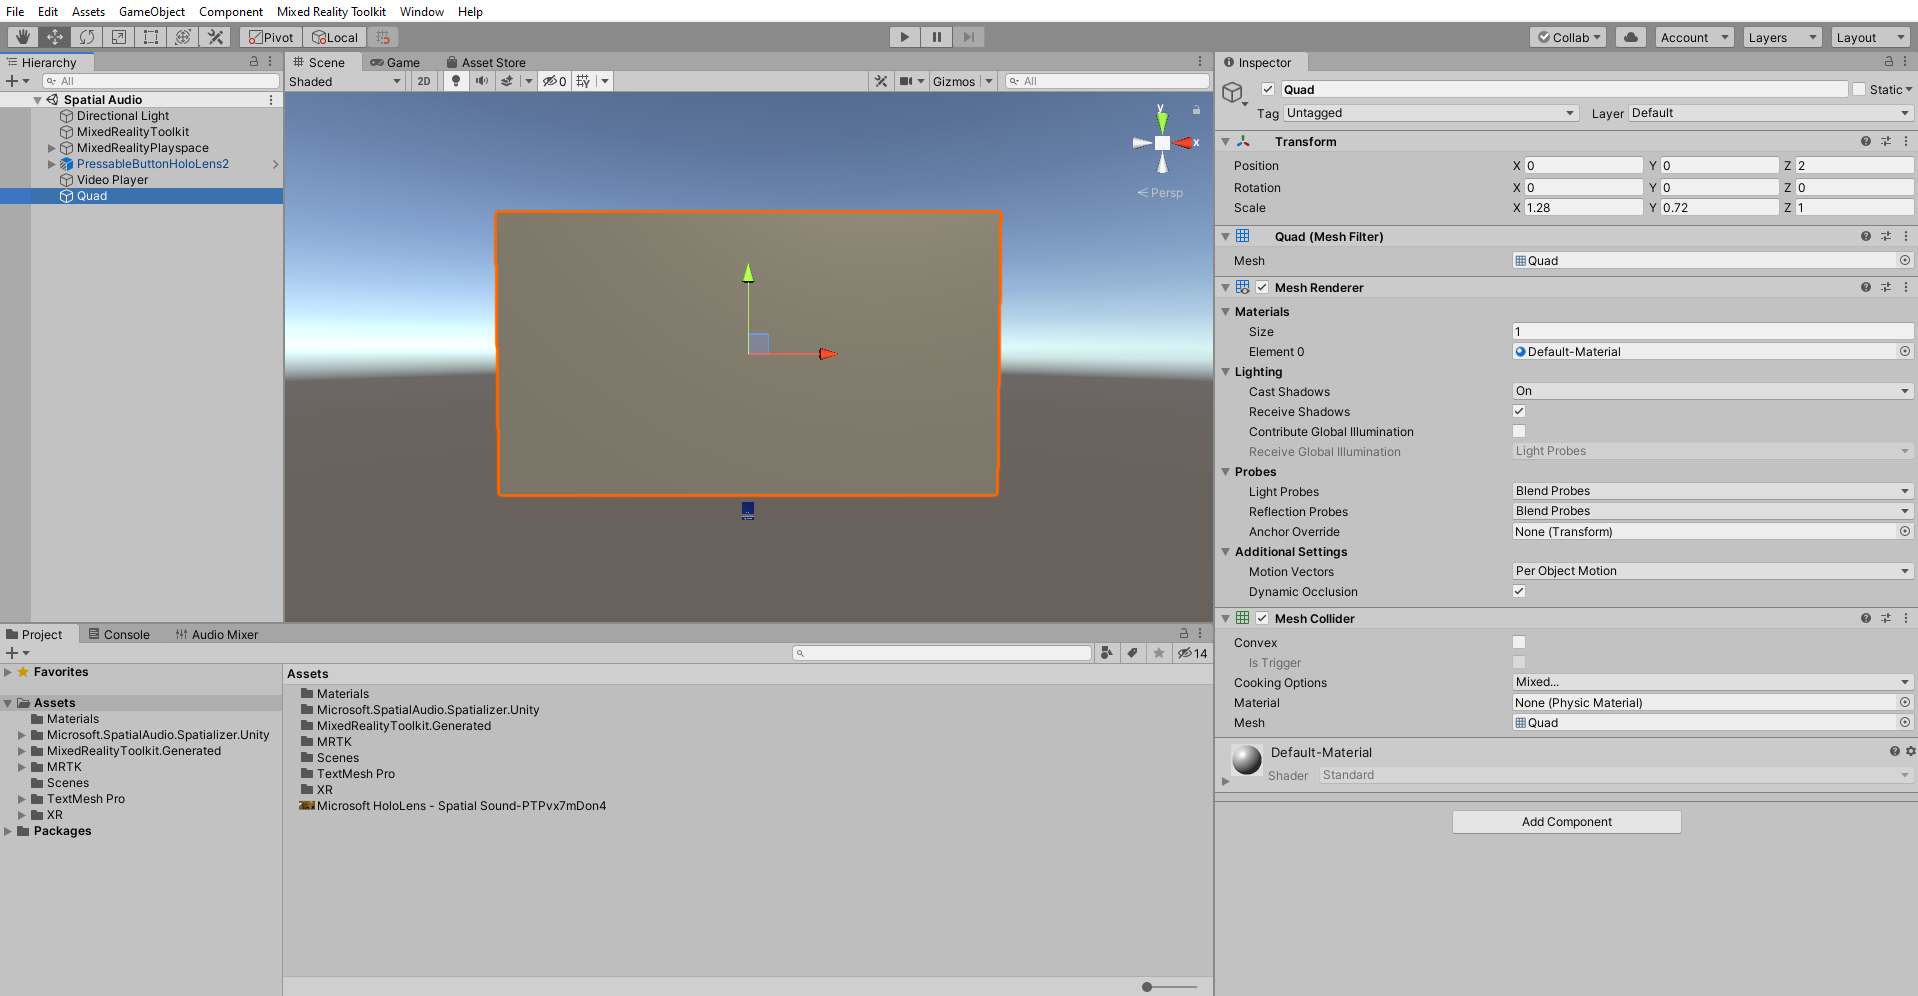 File Edit Assets GameObject Component Mixed Reality Toolkit Window Help
Pivot Local Collab Account Layers Layout
Hierarchy
All
Spatial Audio
Directional Light
MixedRealityToolkit
MixedRealityPlayspace
PressableButtonHoloLens2
Video Player
Quad
Scene Game Asset Store
Shaded 2D 0 Gizmos All
y
x
Persp
Inspector
Quad Static
Tag Untagged Layer Default
Transform
Position X 0 Y 0 Z 2
Rotation X 0 Y 0 Z 0
Scale X 1.28 Y 0.72 Z 1
Quad (Mesh Filter)
Mesh Quad
Mesh Renderer
Materials
Size 1
Element 0 Default-Material
Lighting
Cast Shadows On
Receive Shadows
Contribute Global Illumination
Receive Global Illumination Light Probes
Probes
Light Probes Blend Probes
Reflection Probes Blend Probes
Anchor Override None (Transform)
Additional Settings
Motion Vectors Per Object Motion
Dynamic Occlusion
Mesh Collider
Convex
Is Trigger
Cooking Options Mixed...
Material None (Physic Material)
Mesh Quad
Default-Material
Shader Standard
Add Component
Project Console Audio Mixer
14
Favorites
Assets
Materials
Microsoft.SpatialAudio.Spatializer.Unity
MixedRealityToolkit.Generated
MRTK
Scenes
TextMesh Pro
XR
Packages
Assets
Materials
Microsoft.SpatialAudio.Spatializer.Unity
MixedRealityToolkit.Generated
MRTK
Scenes
TextMesh Pro
XR
Microsoft HoloLens - Spatial Sound-PTPvx7mDon4